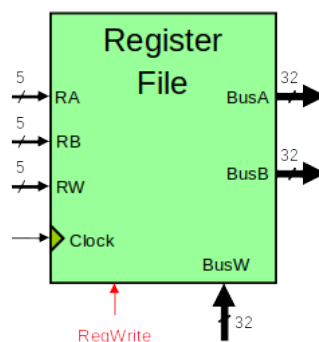 Register
File
5
RA
32
BusA
5
RB
32
BusB
5
RW
Clock
BusW
32
RegWrite